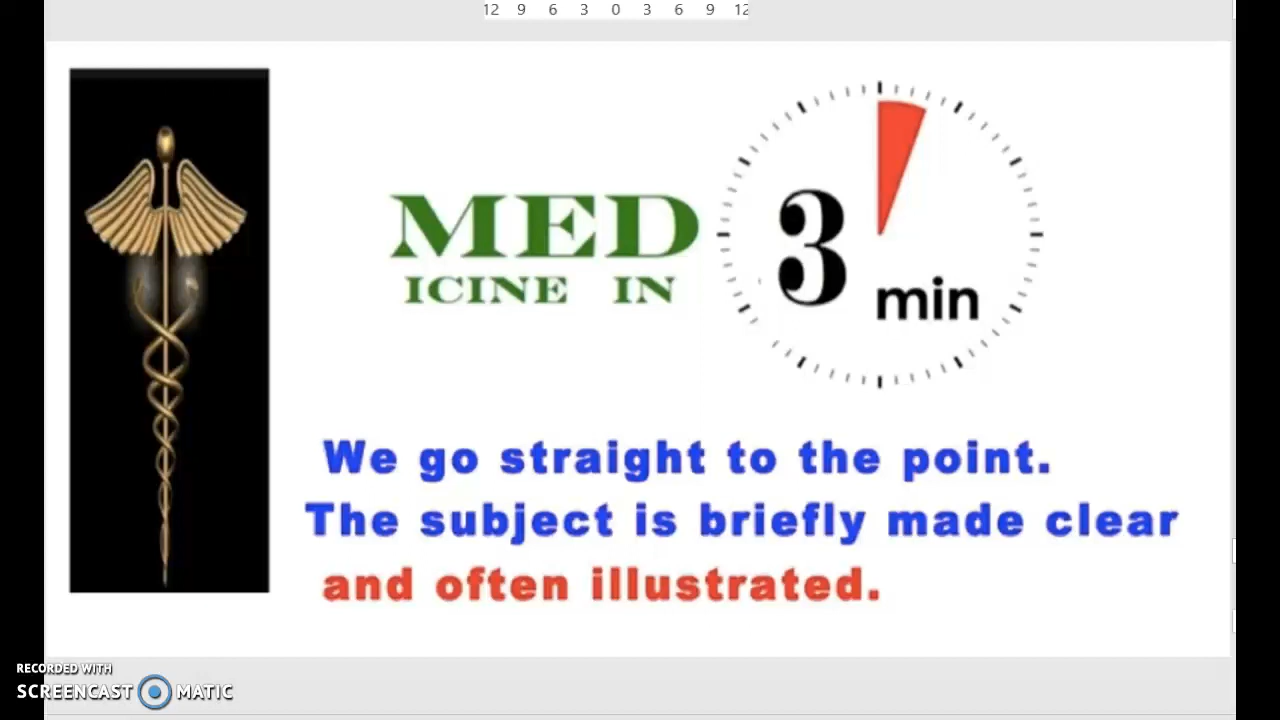 12 9 6 3 0 3 6 9 12
MED
ICINE IN
3
min
We go straight to the point.
The subject is briefly made clear
and often illustrated.
RECORDED WITH
SCREENCAST MATIC